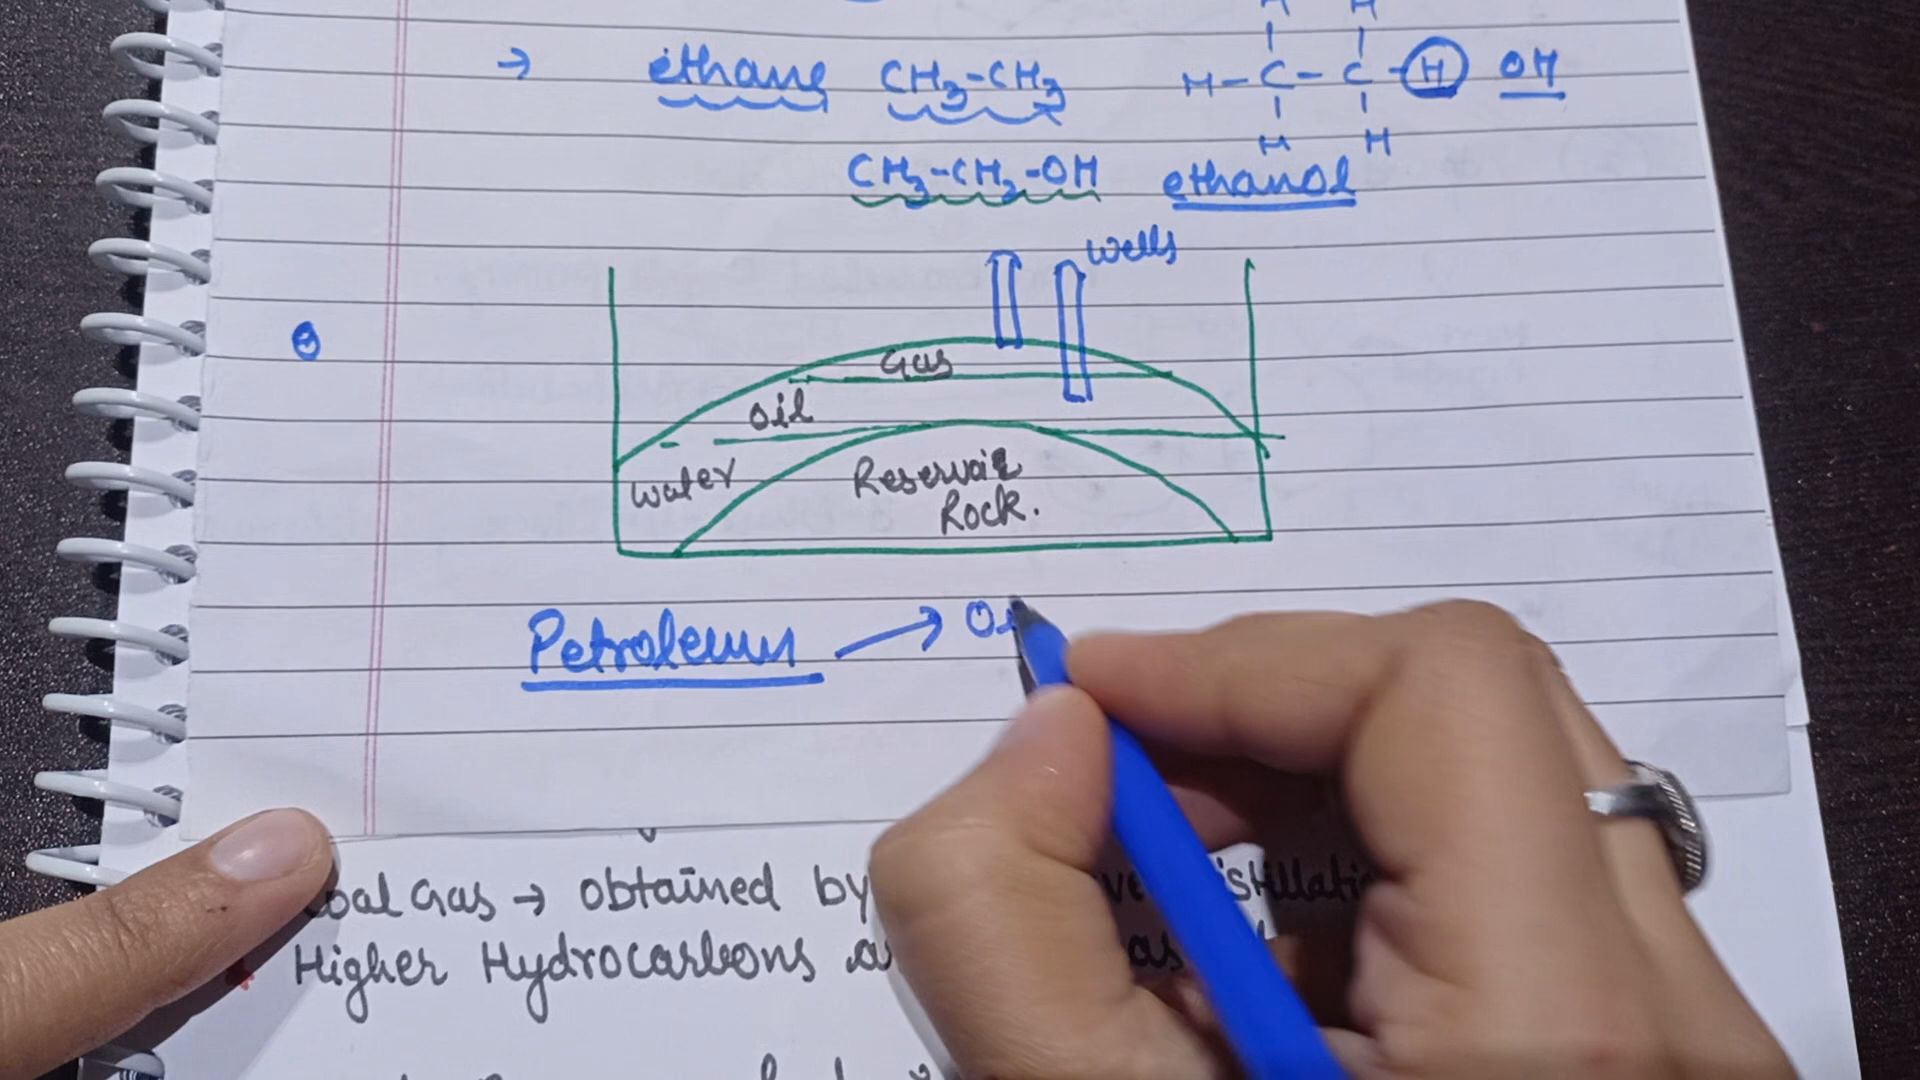 H H
→ ethane CH3-CH3 H-C-C-H OH
H H
CH3-CH2-OH ethanol
wells
Gas
Oil
Water
Reservoir
Rock.
Petroleum → Oi
Coal Gas → obtained by
Higher Hydrocarbons